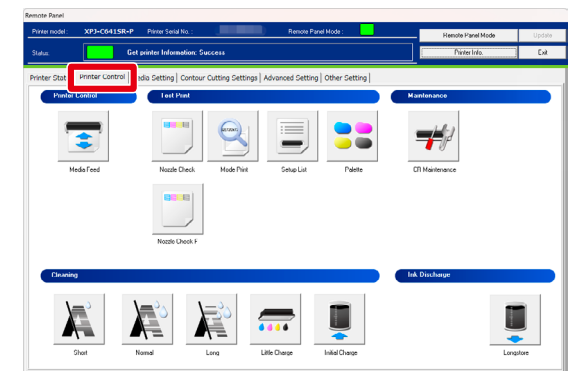 Remote Panel
Printer model : XPJ-C641SR-P Printer Serial No. : Remote Panel Mode : Remote Panel Mode Update
Status: Get printer Information: Success Printer Info. Exit
Printer Stat Printer Control dia Setting Contour Cutting Settings Advanced Setting Other Setting
Printer Control Test Print Maintenance
Media Feed Nozzle Check Mode Print Setup List Palette CR Maintenance
Nozzle Check F
Cleaning Ink Discharge
Short Normal Long Little Charge Initial Charge Longstore